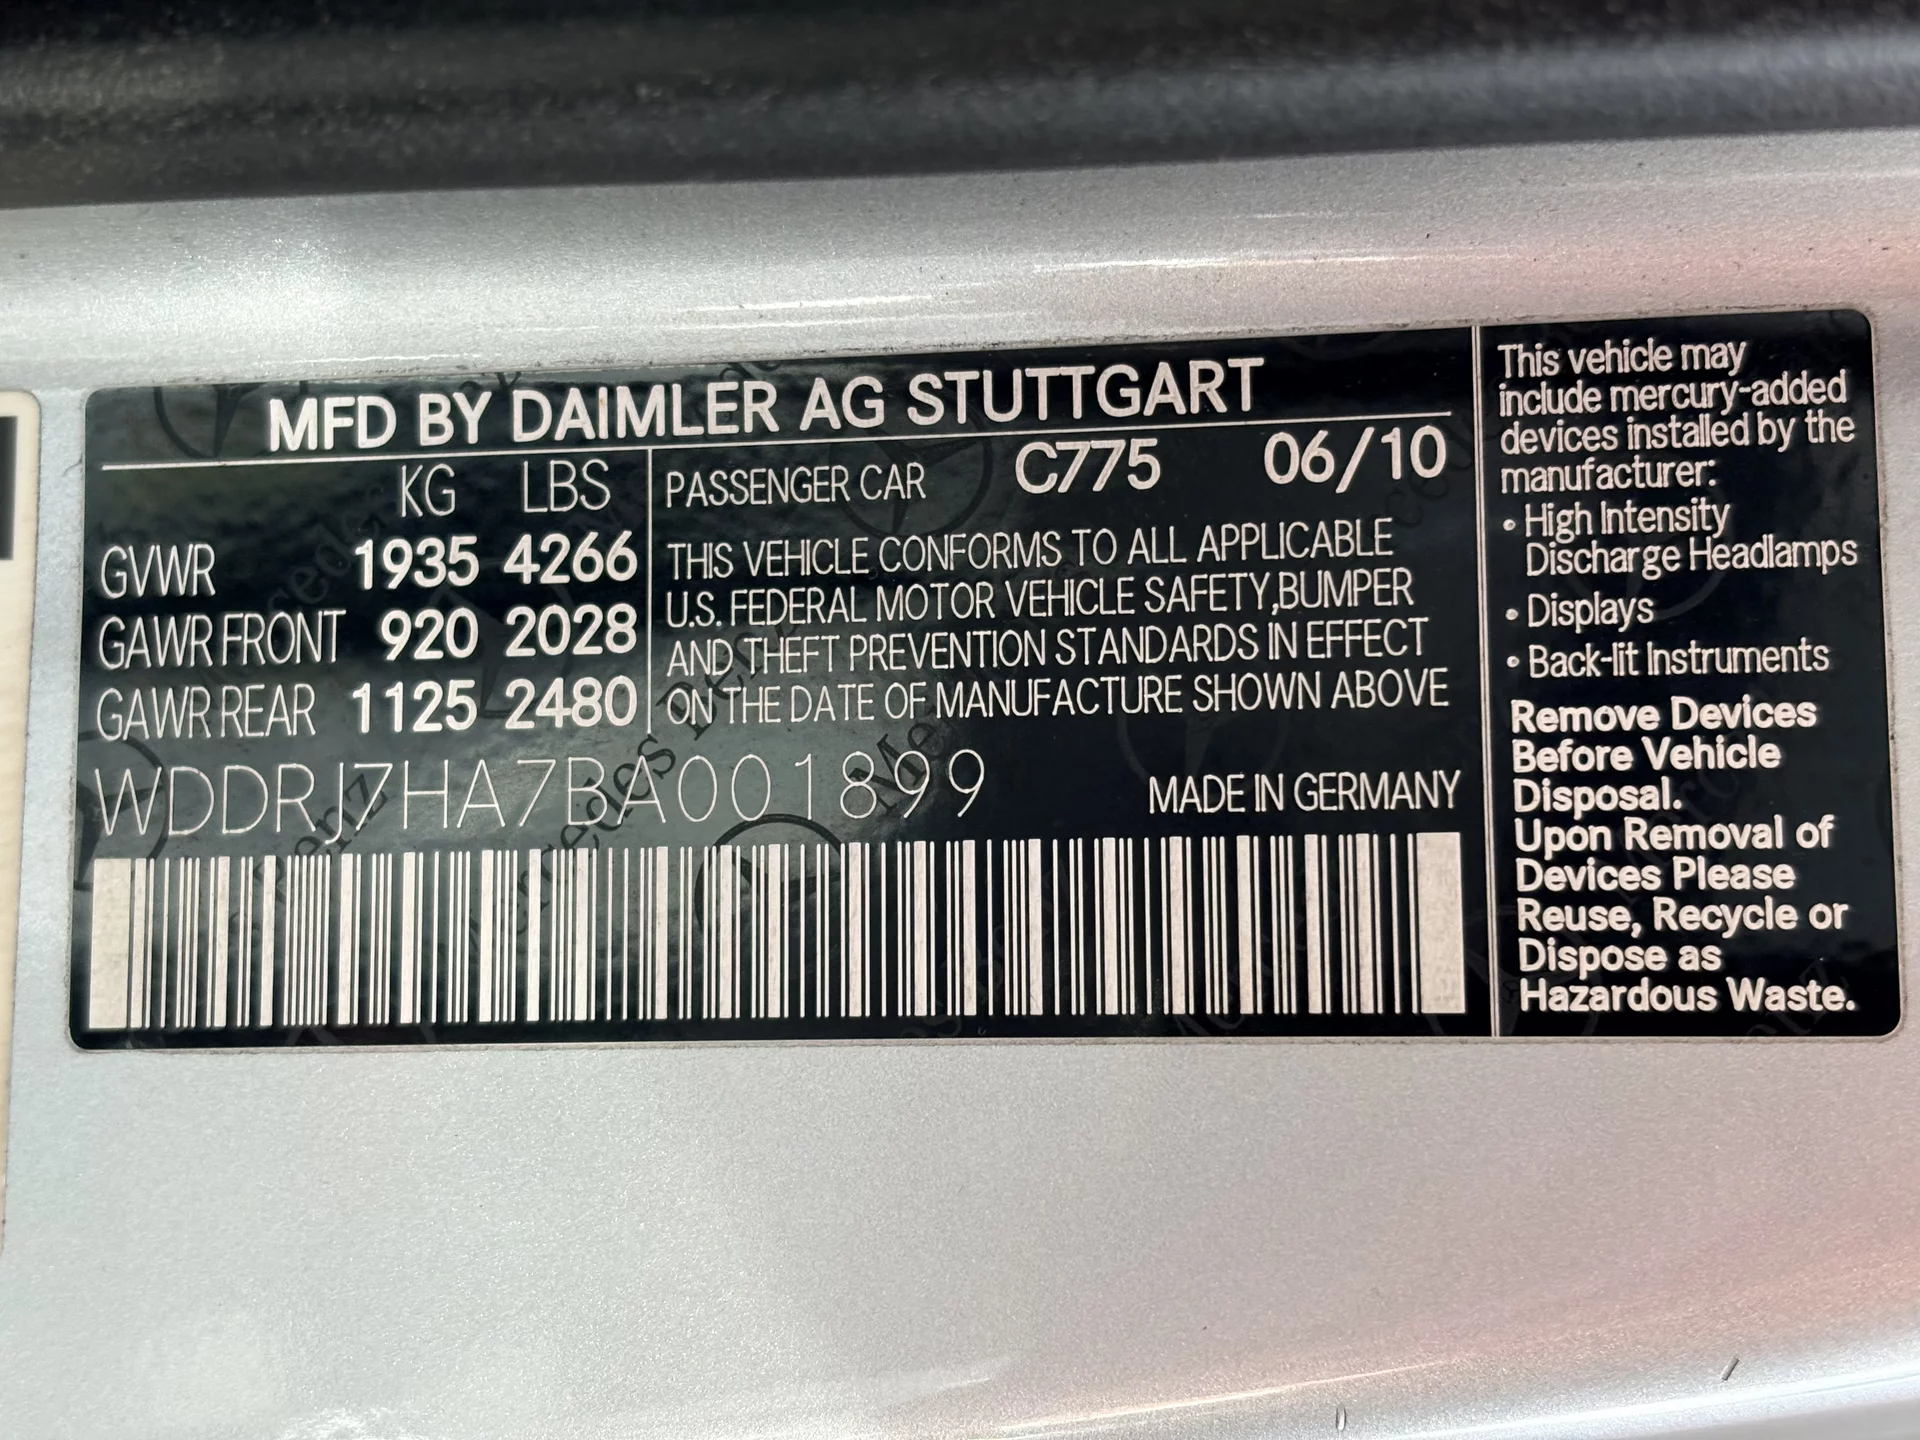 MFD BY DAIMLER AG STUTTGART
KG LBS
GVWR 1935 4266
GAWR FRONT 920 2028
GAWR REAR 1125 2480
PASSENGER CAR C775 06/10
THIS VEHICLE CONFORMS TO ALL APPLICABLE
U.S. FEDERAL MOTOR VEHICLE SAFETY,BUMPER
AND THEFT PREVENTION STANDARDS IN EFFECT
ON THE DATE OF MANUFACTURE SHOWN ABOVE
WDDRJ7HA7BA001899
MADE IN GERMANY
This vehicle may
include mercury-added
devices installed by the
manufacturer:
• High Intensity
Discharge Headlamps
• Displays
• Back-lit Instruments
Remove Devices
Before Vehicle
Disposal.
Upon Removal of
Devices Please
Reuse, Recycle or
Dispose as
Hazardous Waste.
Mercedes Benz